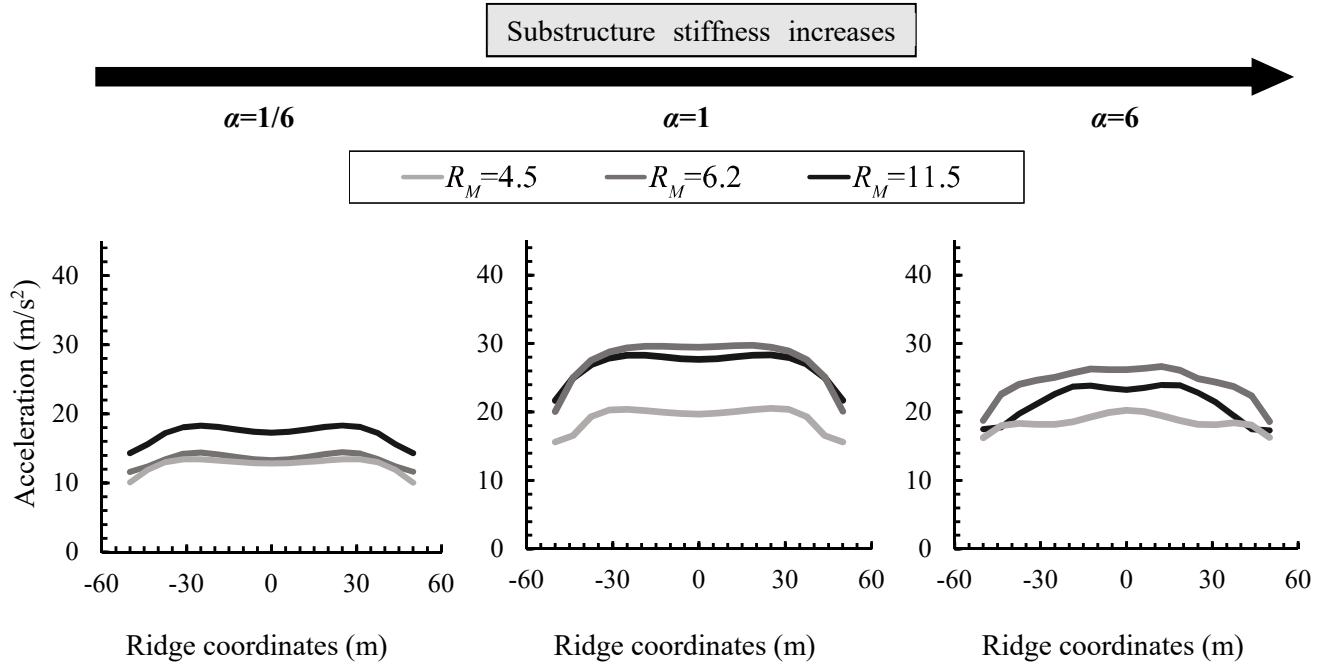 Substructure stiffness increases
α=1/6 α=1 α=6
R_M=4.5 R_M=6.2 R_M=11.5
Acceleration (m/s²)
40
30
20
10
0
-60 -30 0 30 60
Ridge coordinates (m)
40
30
20
10
0
-60 -30 0 30 60
Ridge coordinates (m)
40
30
20
10
0
-60 -30 0 30 60
Ridge coordinates (m)